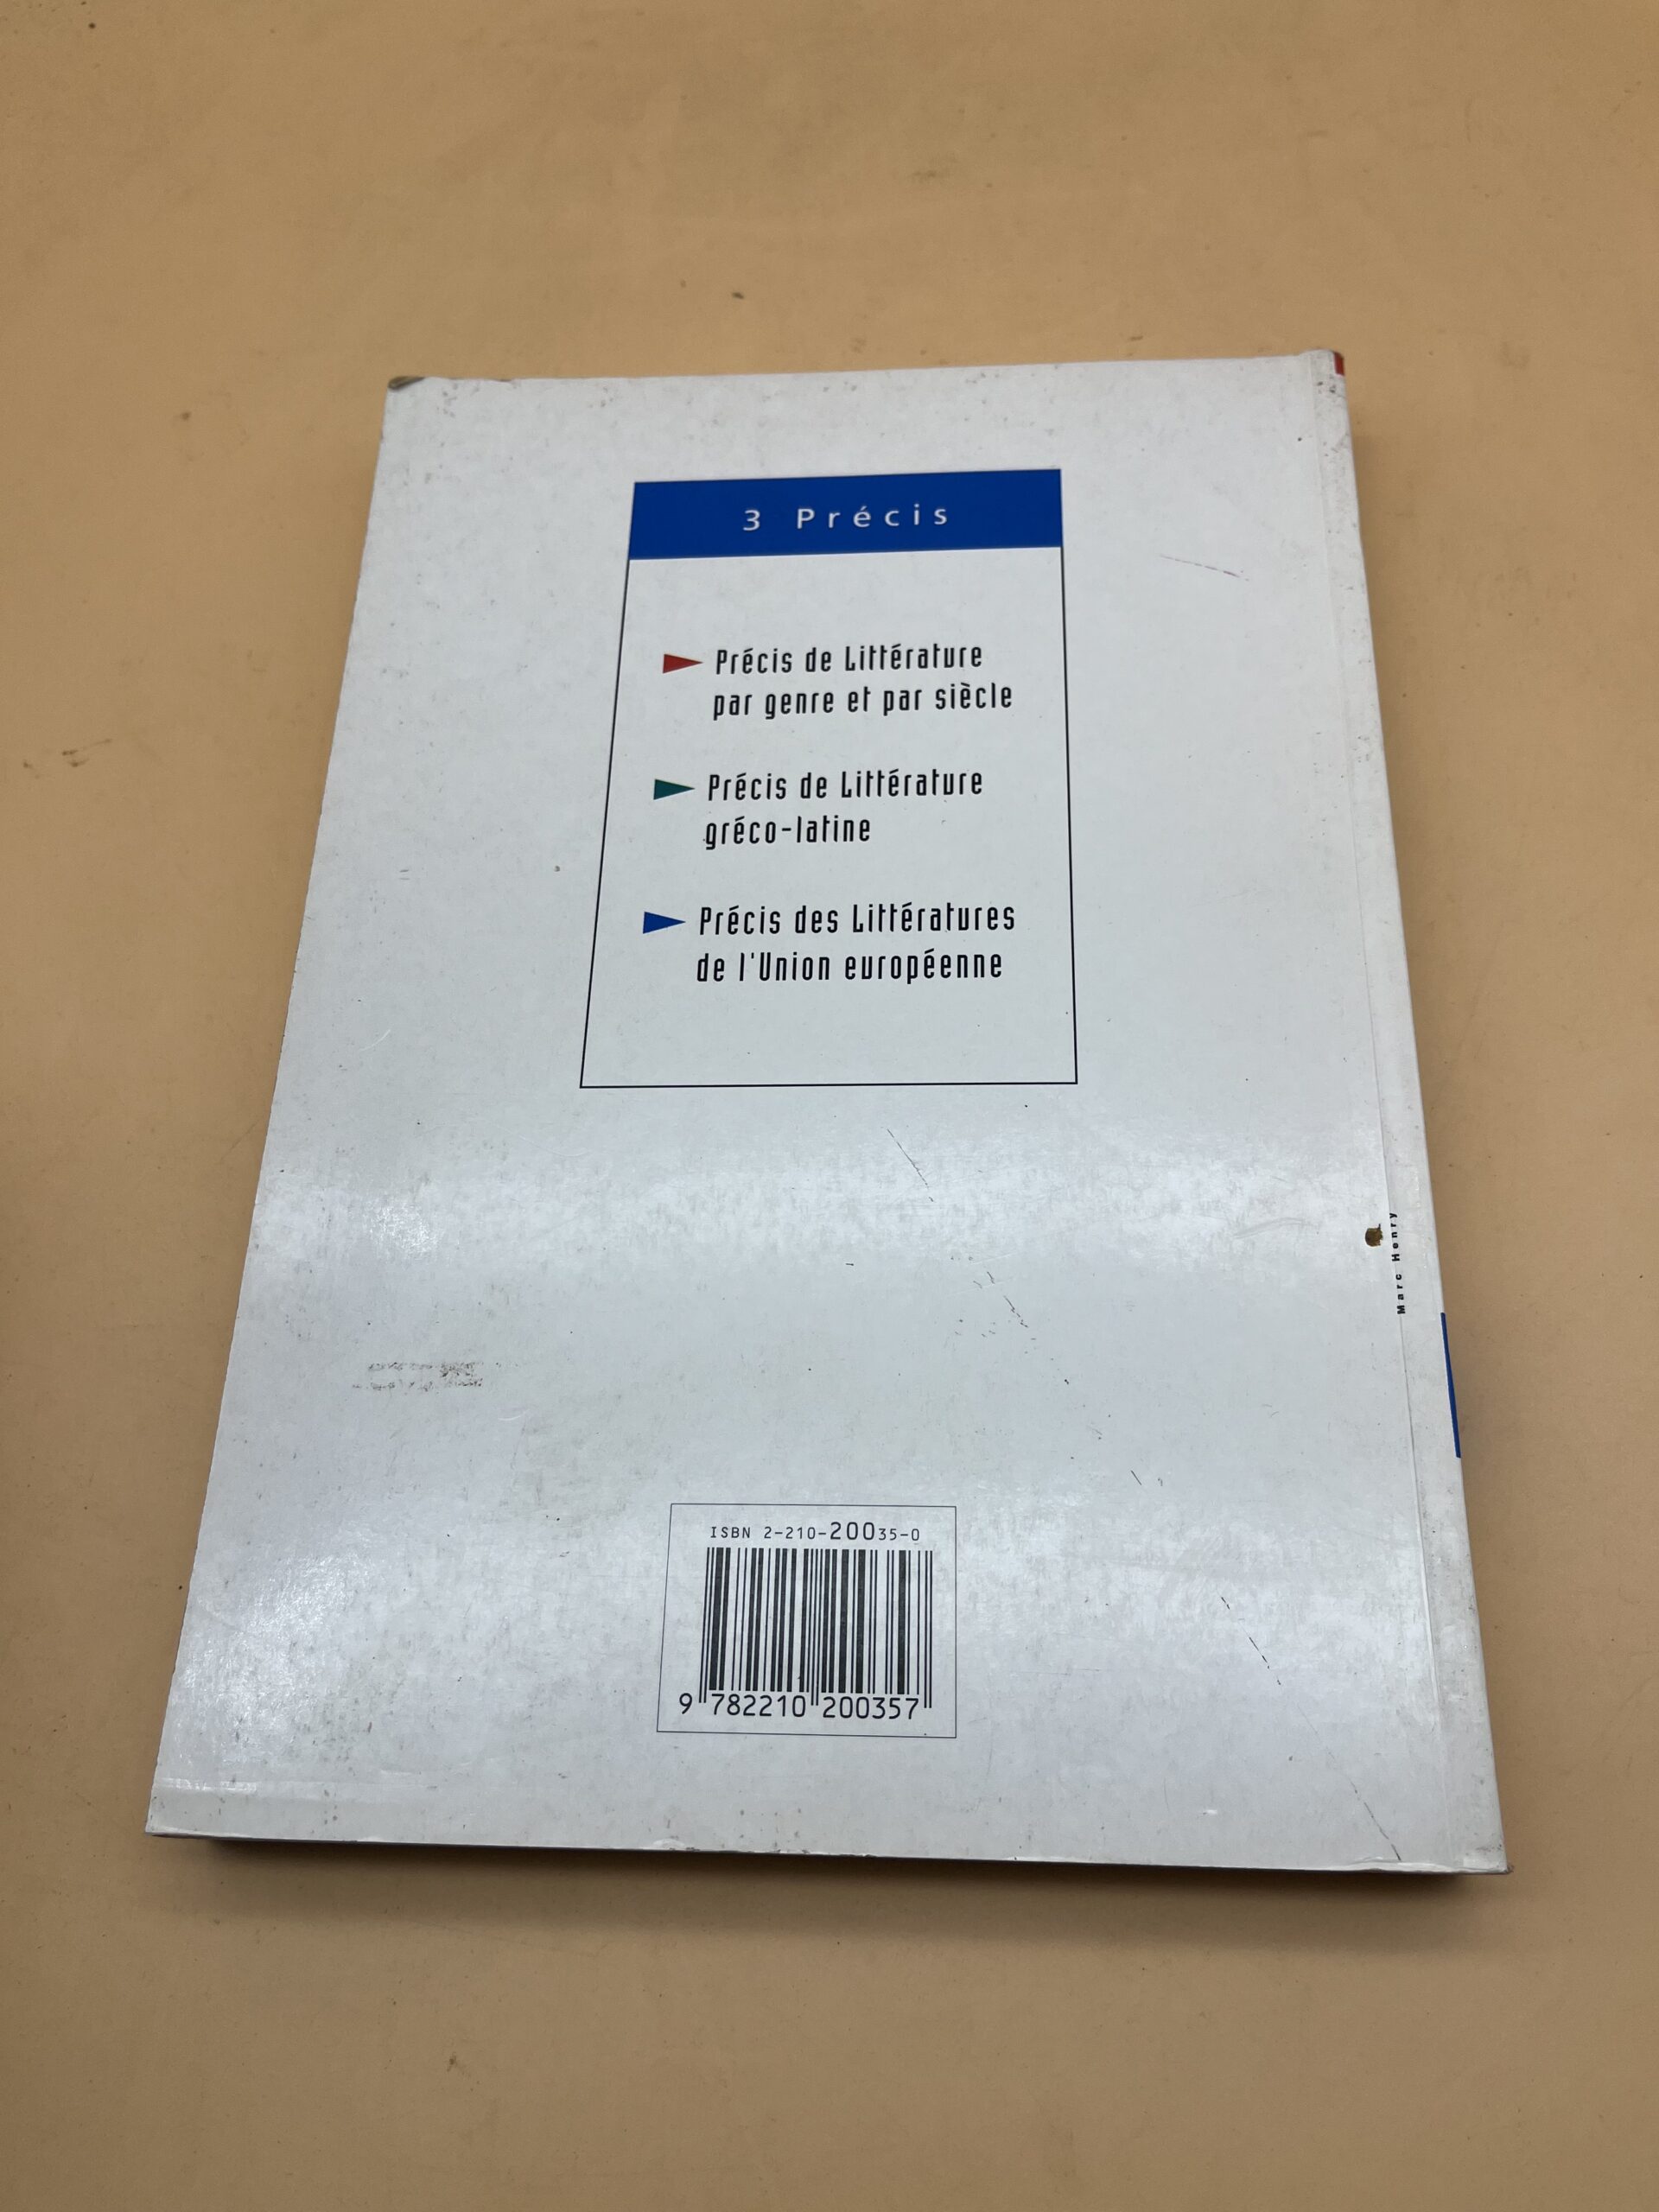 3 Précis
Précis de Littérature
par genre et par siècle
Précis de Littérature
gréco-latine
Précis des Littératures
de l'Union européenne
Marc Henry
ISBN 2-210-20035-0
9 782210 200357